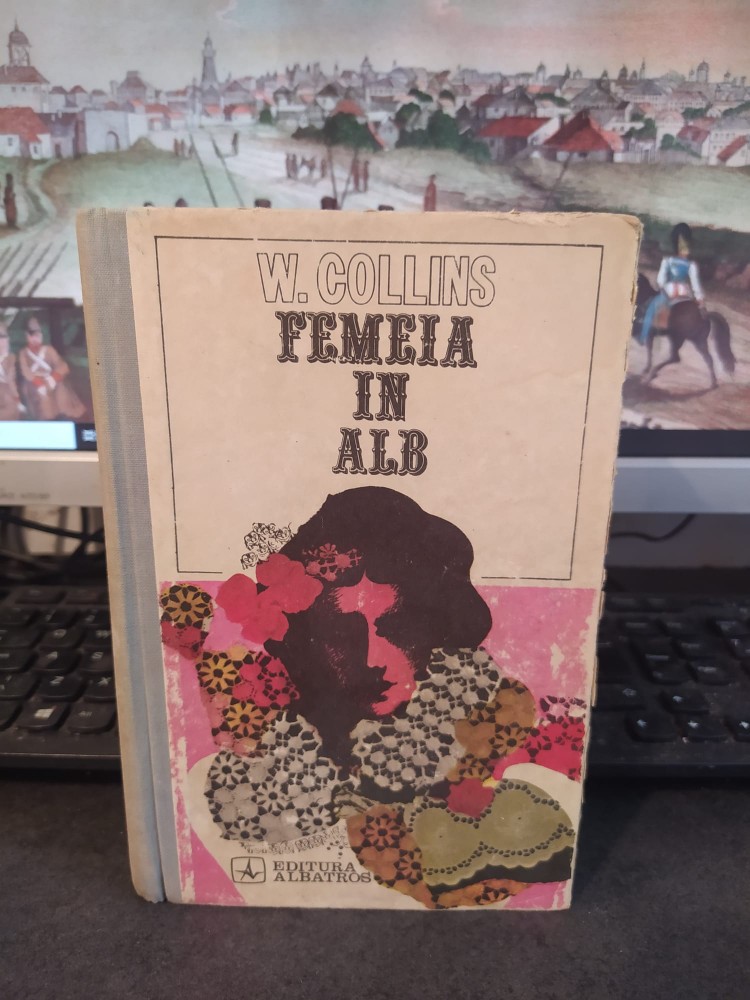 W. COLLINS
FEMEIA
IN
ALB
EDITURA
ALBATROS